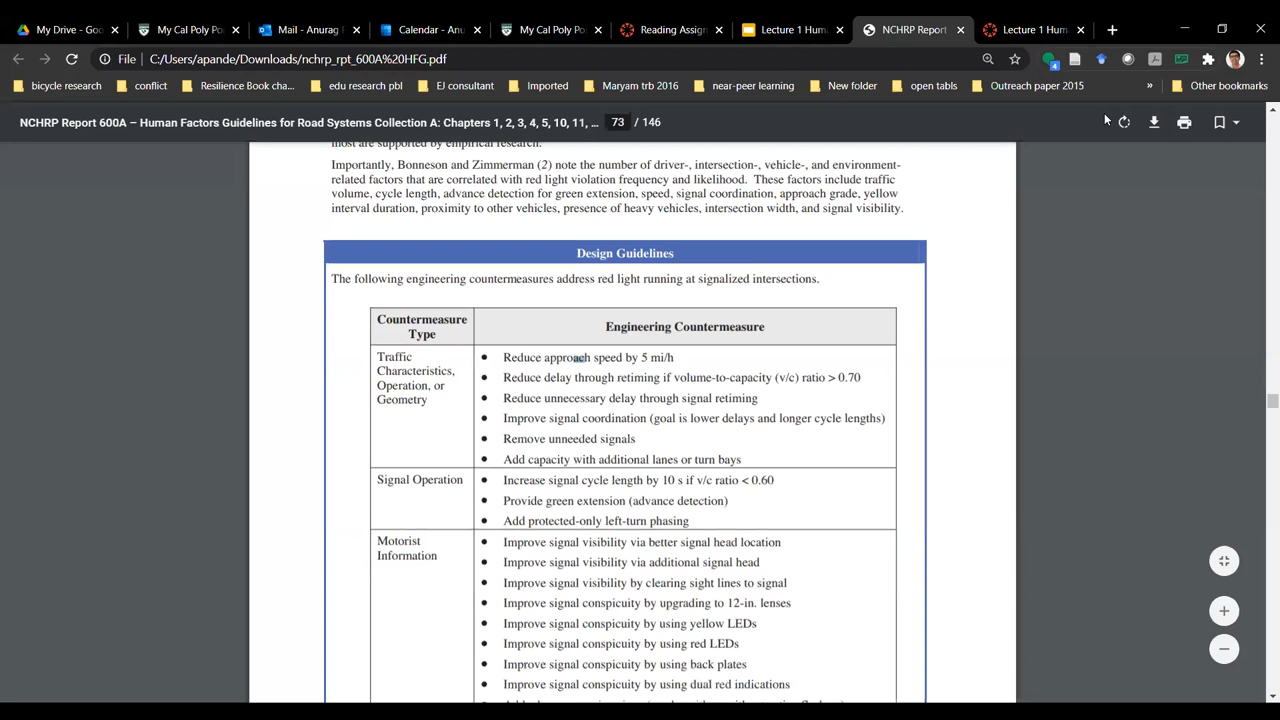 My Drive - Goo
My Cal Poly Po
Mail - Anurag
Calendar - Anu
My Cal Poly Po
Reading Assig
Lecture 1 Hum
NCHRP Report
Lecture 1 Hum
File
C:/Users/apande/Downloads/nchrp_rpt_600A%20HFG.pdf
4
bicycle research
conflict
Resilience Book cha...
edu research pbl
EJ consultant
Imported
Maryam trb 2016
near-peer learning
New folder
open tabls
Outreach paper 2015
»
Other bookmarks
NCHRP Report 600A – Human Factors Guidelines for Road Systems Collection A: Chapters 1, 2, 3, 4, 5, 10, 11, ...
73 / 146
most are supported by empirical research.
Importantly, Bonneson and Zimmerman (2) note the number of driver-, intersection-, vehicle-, and environment-
related factors that are correlated with red light violation frequency and likelihood. These factors include traffic
volume, cycle length, advance detection for green extension, speed, signal coordination, approach grade, yellow
interval duration, proximity to other vehicles, presence of heavy vehicles, intersection width, and signal visibility.
Design Guidelines
The following engineering countermeasures address red light running at signalized intersections.
Countermeasure
Type
Engineering Countermeasure
Traffic
Characteristics,
Operation, or
Geometry
• Reduce approach speed by 5 mi/h
• Reduce delay through retiming if volume-to-capacity (v/c) ratio > 0.70
• Reduce unnecessary delay through signal retiming
• Improve signal coordination (goal is lower delays and longer cycle lengths)
• Remove unneeded signals
• Add capacity with additional lanes or turn bays
Signal Operation
• Increase signal cycle length by 10 s if v/c ratio < 0.60
• Provide green extension (advance detection)
• Add protected-only left-turn phasing
Motorist
Information
• Improve signal visibility via better signal head location
• Improve signal visibility via additional signal head
• Improve signal visibility by clearing sight lines to signal
• Improve signal conspicuity by upgrading to 12-in. lenses
• Improve signal conspicuity by using yellow LEDs
• Improve signal conspicuity by using red LEDs
• Improve signal conspicuity by using back plates
• Improve signal conspicuity by using dual red indications